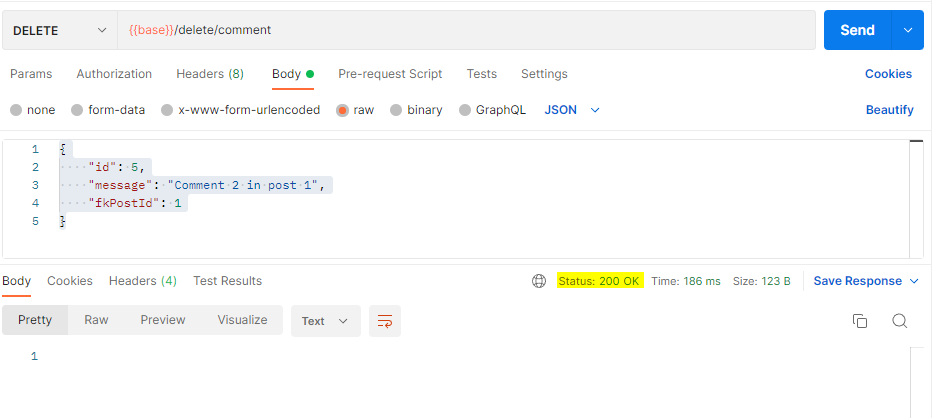 DELETE {{base}}/delete/comment Send
Params Authorization Headers (8) Body Pre-request Script Tests Settings Cookies
none form-data x-www-form-urlencoded raw binary GraphQL JSON Beautify
1 {
2 ····"id":·5,
3 ····"message":·"Comment·2·in·post·1",
4 ····"fkPostId":·1
5 }
Body Cookies Headers (4) Test Results Status: 200 OK Time: 186 ms Size: 123 B Save Response
Pretty Raw Preview Visualize Text
1